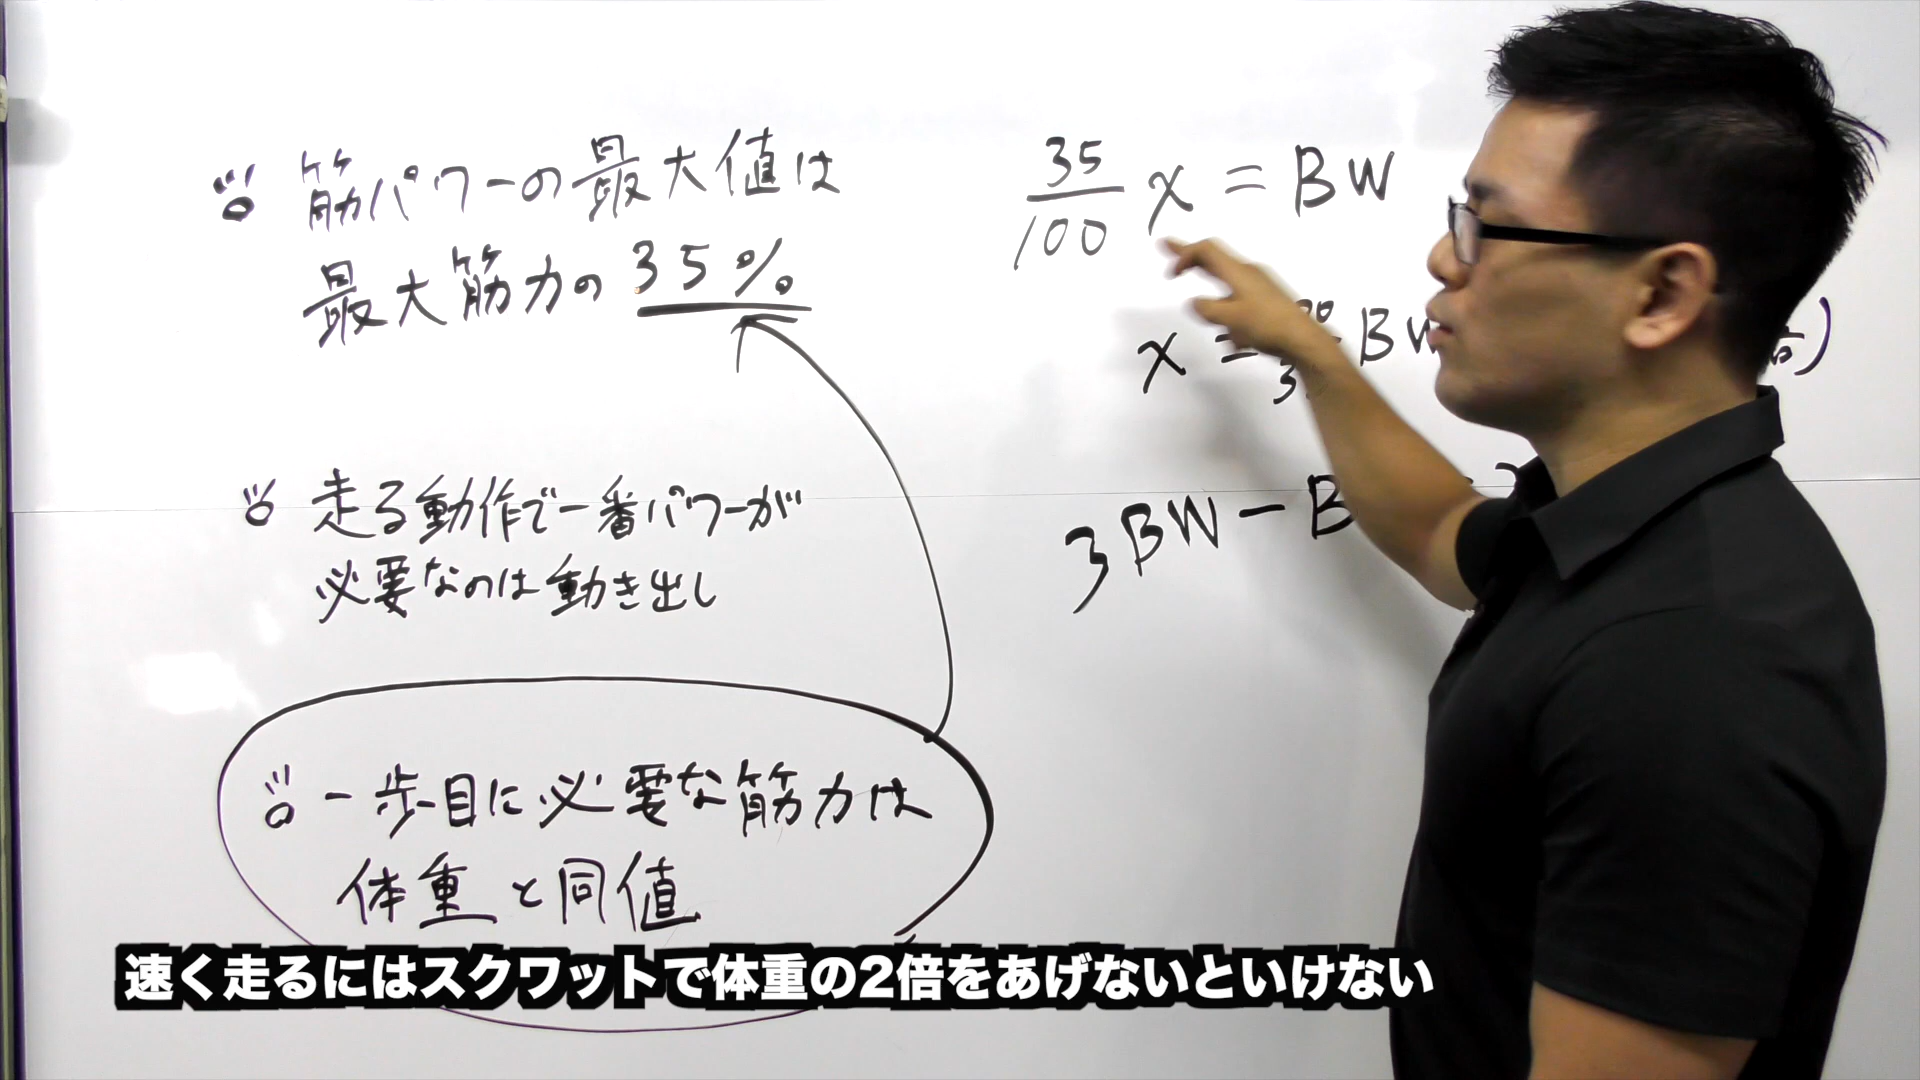 筋パワーの最大値は
最大筋力の35%
走る動作で一番パワーが
必要なのは動き出し
一歩目に必要な筋力は
体重と同値
35
100
x = BW
x =
BW
倍)
3BW - B
速く走るにはスクワットで体重の2倍をあげないといけない